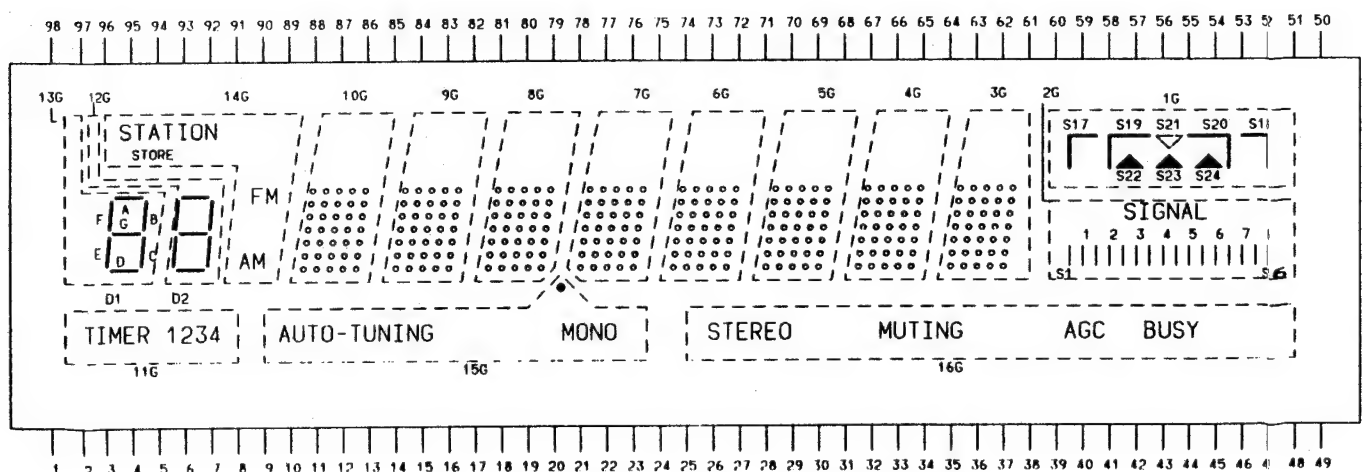 98 97 96 95 94 93 92 91 90 89 88 87 86 85 84 83 82 81 80 79 78 77 76 75 74 73 72 71 70 69 68 67 66 65 64 63 62 61 60 59 58 57 56 55 54 53 51 50
13G 12G 14G 10G 9G 8G 7G 6G 5G 4G 3G 2G 1G
STATION S17 S19 S21 S20
STORE S22 S23 S24
FM SIGNAL
F A B G 1 2 3 4 5 6 7
E D C AM S1
D1 D2
TIMER 1234 AUTO-TUNING MONO STEREO MUTING AGC BUSY
11G 15G 16G
1 2 3 4 5 6 7 8 9 10 11 12 13 14 15 16 17 18 19 20 21 22 23 24 25 26 27 28 29 30 31 32 33 34 35 36 37 38 39 40 41 42 43 44 45 46 48 49